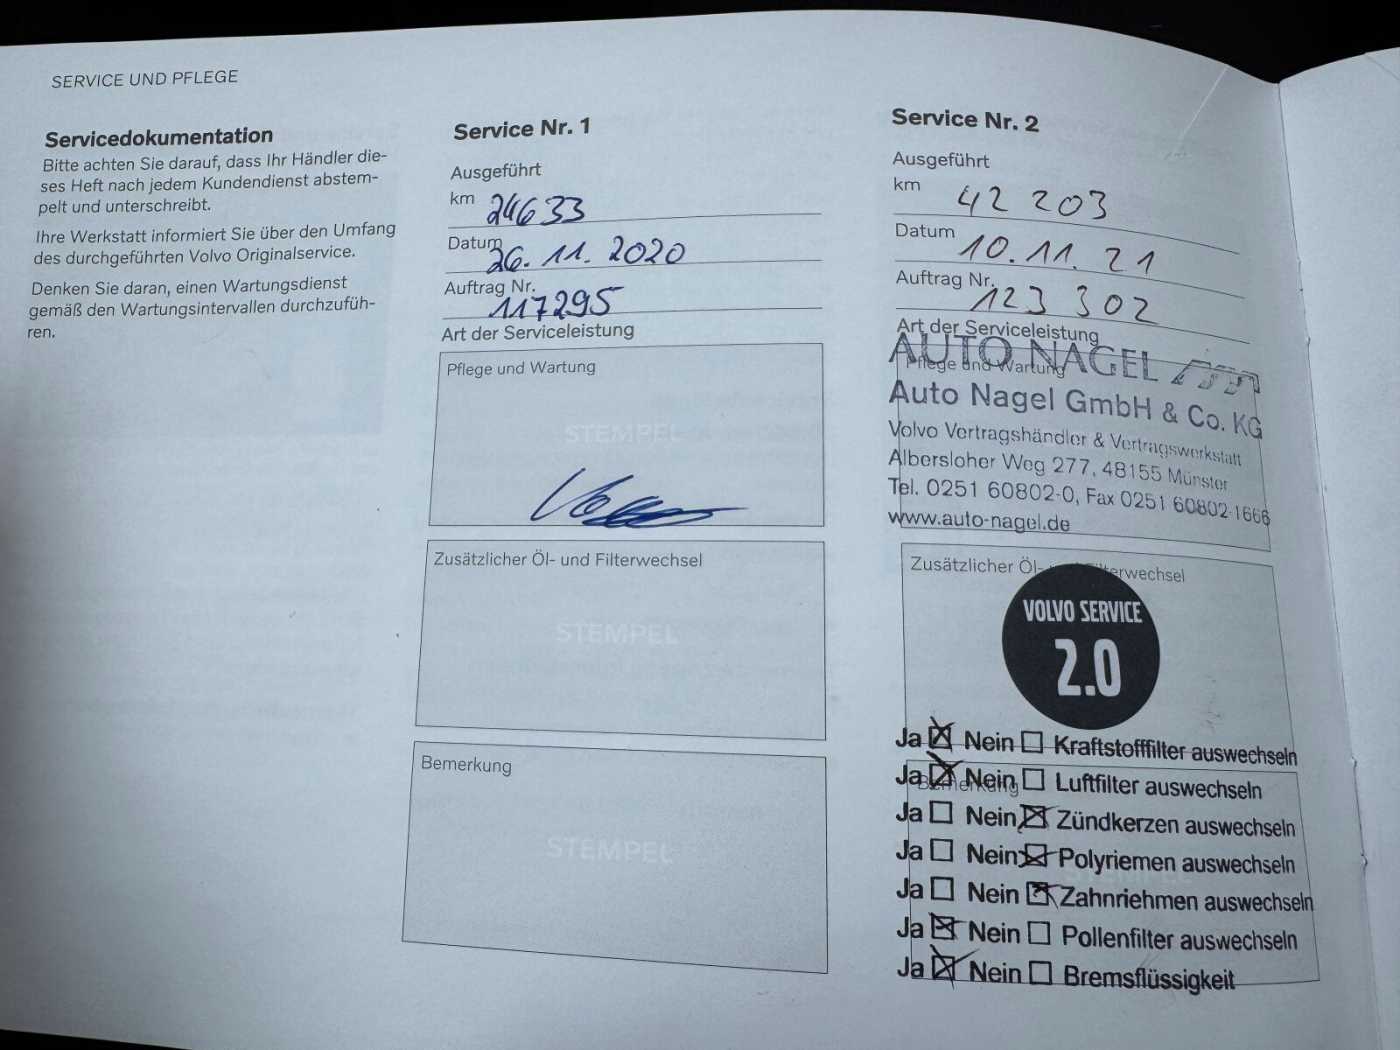 SERVICE UND PFLEGE
Servicedokumentation
Bitte achten Sie darauf, dass Ihr Händler die-
ses Heft nach jedem Kundendienst abstem-
pelt und unterschreibt.
Ihre Werkstatt informiert Sie über den Umfang
des durchgeführten Volvo Originalservice.
Denken Sie daran, einen Wartungsdienst
gemäß den Wartungsintervallen durchzufüh-
ren.
Service Nr. 1
Ausgeführt
km 24633
Datum 26. 11. 2020
Auftrag Nr. 117295
Art der Serviceleistung
Pflege und Wartung
STEMPEL
Zusätzlicher Öl- und Filterwechsel
STEMPEL
Bemerkung
STEMPEL
Service Nr. 2
Ausgeführt
km 42 203
Datum 10. 11. 21
Auftrag Nr. 123 302
Art der Serviceleistung
AUTO NAGEL
Pflege und Wartung
Auto Nagel GmbH & Co. KG
Volvo Vertragshändler & Vertragswerkstatt
Albersloher Weg 277, 48155 Münster
Tel. 0251 60802-0, Fax 0251 60802-1666
www.auto-nagel.de
Zusätzlicher Öl- und Filterwechsel
VOLVO SERVICE
2.0
Ja Nein Kraftstofffilter auswechseln
Ja Nein Luftfilter auswechseln
Bemerkung
Ja Nein Zündkerzen auswechseln
Ja Nein Polyriemen auswechseln
STEMPEL
Ja Nein Zahnriehmen auswechseln
Ja Nein Pollenfilter auswechseln
Ja Nein Bremsflüssigkeit